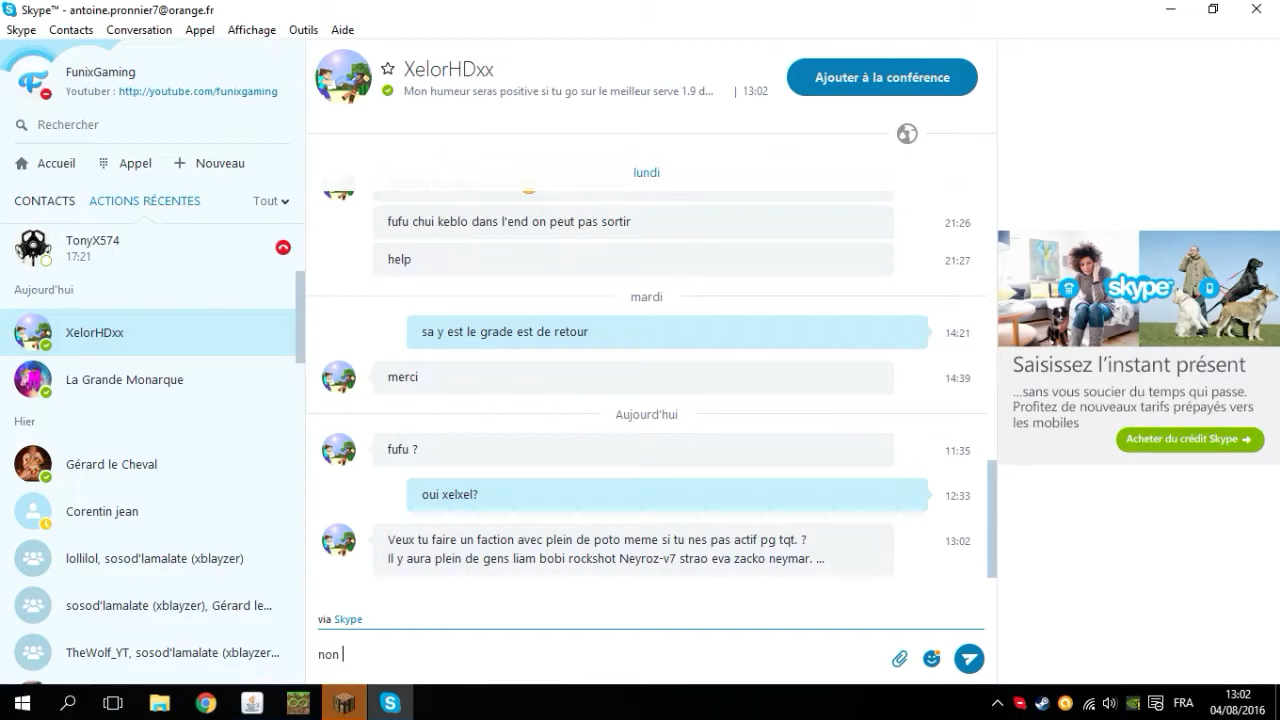 Skype™ - antoine.pronnier7@orange.fr
Skype Contacts Conversation Appel Affichage Outils Aide
FunixGaming
Youtuber : http://youtube.com/funixgaming
Rechercher
Accueil Appel Nouveau
CONTACTS ACTIONS RÉCENTES Tout
TonyX574
17:21
Aujourd'hui
XelorHDxx
La Grande Monarque
Hier
Gérard le Cheval
Corentin jean
lollilol, sosod'lamalate (xblayzer)
sosod'lamalate (xblayzer), Gérard le...
TheWolf_YT, sosod'lamalate (xblayzer...
XelorHDxx
Mon humeur seras positive si tu go sur le meilleur serve 1.9 d... | 13:02
Ajouter à la conférence
lundi
fufu chui keblo dans l'end on peut pas sortir 21:26
help 21:27
mardi
sa y est le grade est de retour 14:21
merci 14:39
Aujourd'hui
fufu ? 11:35
oui xelxel? 12:33
Veux tu faire un faction avec plein de poto meme si tu nes pas actif pg tqt. ? 13:02
Il y aura plein de gens liam bobi rockshot Neyroz-v7 strao eva zacko neymar. ...
via Skype
non
skype
Saisissez l'instant présent
...sans vous soucier du temps qui passe.
Profitez de nouveaux tarifs prépayés vers
les mobiles
Acheter du crédit Skype
FRA
13:02
04/08/2016